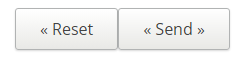 « Reset
« Send »